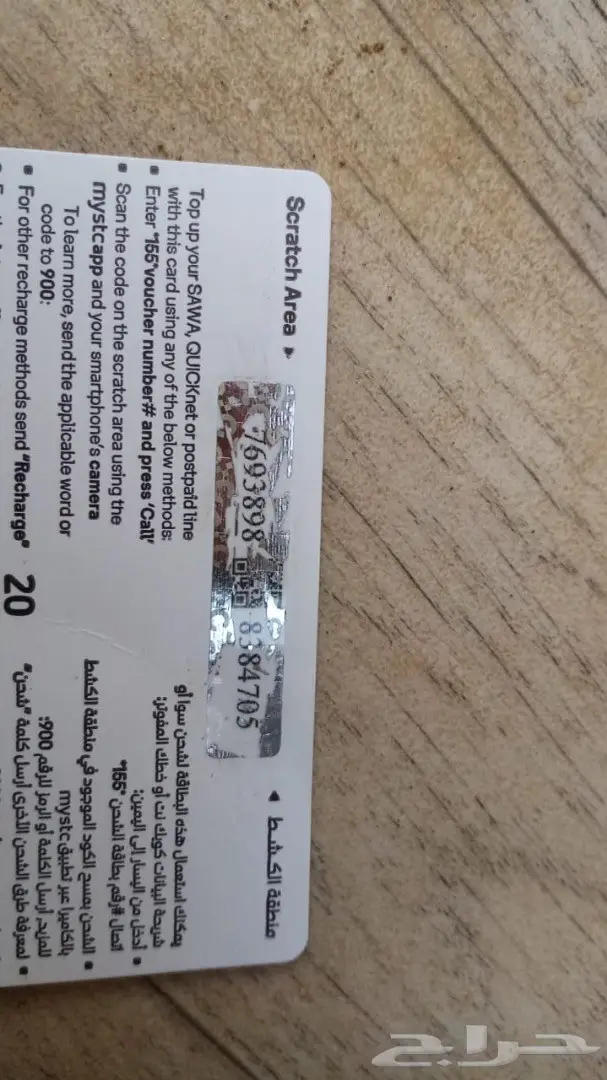 Scratch Area
7693898 8384705
منطقة الكشط
Top up your SAWA, QUICKnet or postpaid line
with this card using any of the below methods:
• Enter *155*voucher number# and press 'Call'
• Scan the code on the scratch area using the
mystcapp and your smartphone's camera
To learn more, send the applicable word or
code to 900:
• For other recharge methods send "Recharge"
20
يمكنك استعمال هذه البطاقة لشحن سوا أو
شريحة البيانات كويك نت أو خطك المفوتر:
• أدخل من اليسار إلى اليمين:
اتصال #رقم بطاقة الشحن *155*
• الشحن بمسح الكود الموجود في منطقة الكشط
بالكاميرا عبر تطبيق mystc
للمزيد، أرسل الكلمة أو الرمز للرقم 900:
• لمعرفة طرق الشحن الأخرى أرسل كلمة "شحن"
حراج